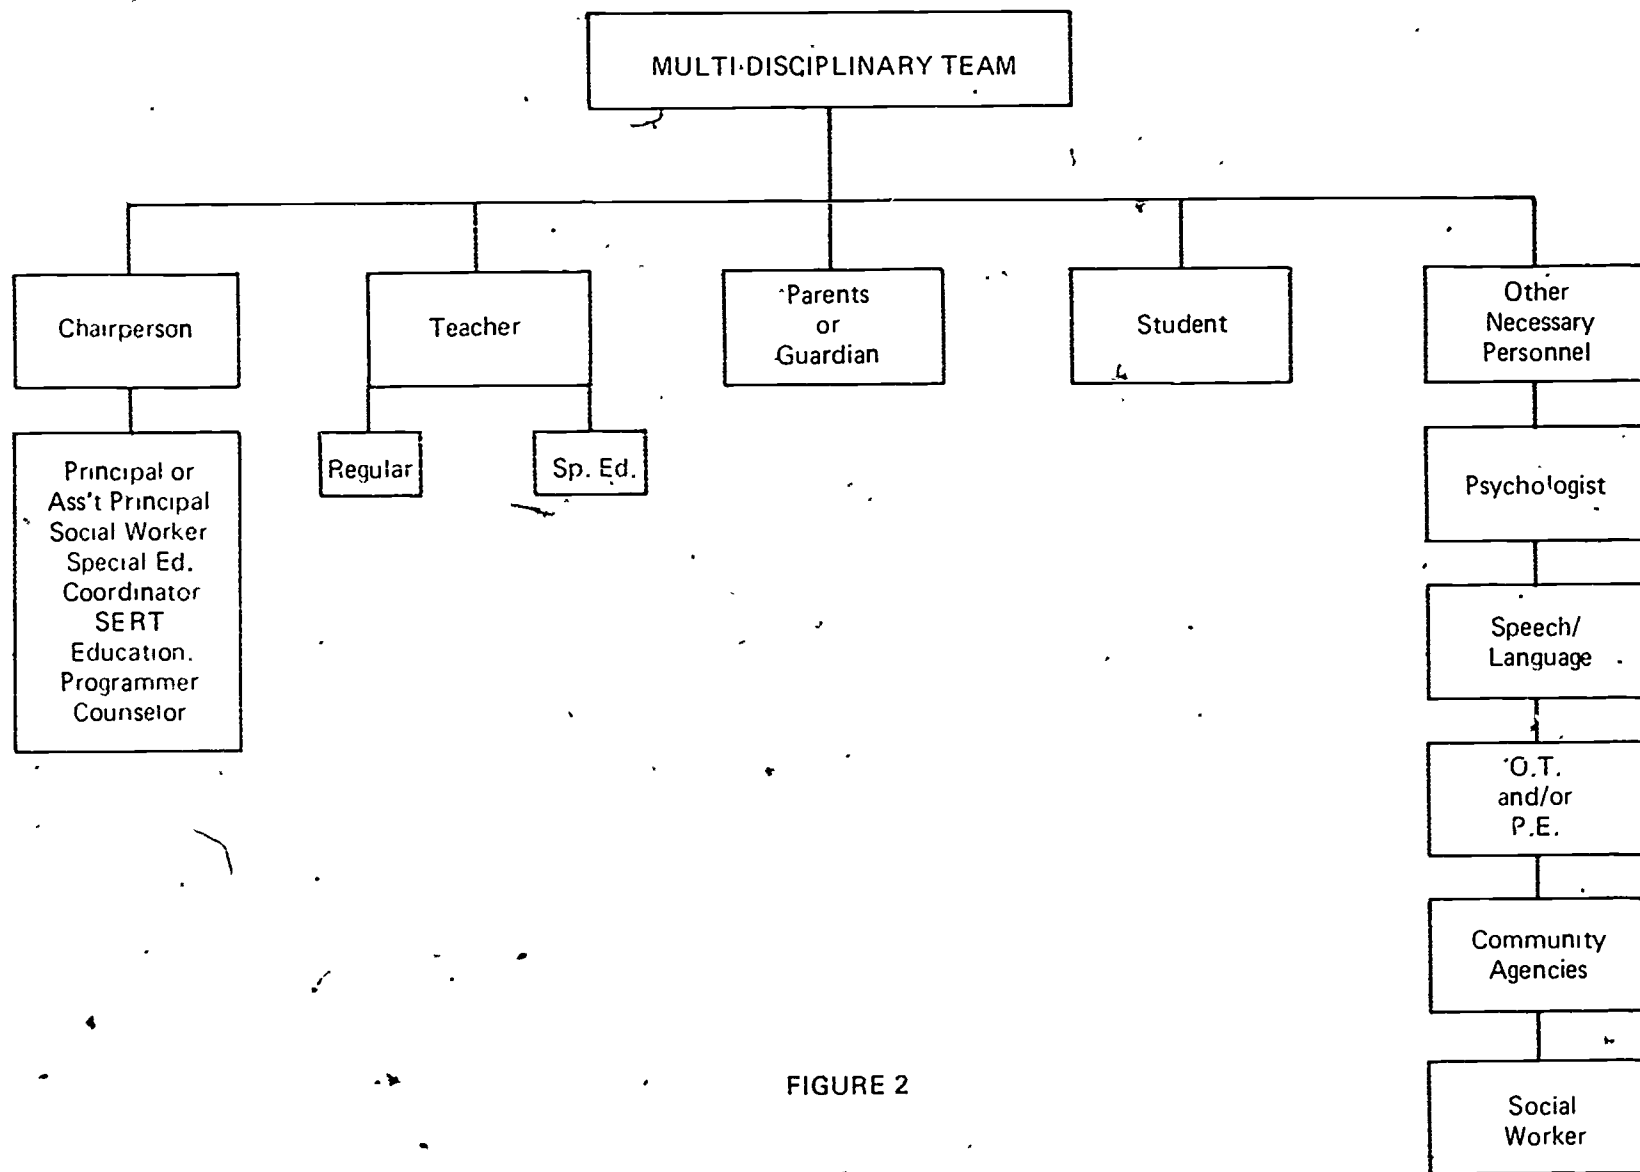 MULTI-DISCIPLINARY TEAM
Chairperson
Teacher
Parents
or
Guardian
Student
Other
Necessary
Personnel
Principal or
Ass't Principal
Social Worker
Special Ed.
Coordinator
SERT
Education.
Programmer
Counselor
Regular
Sp. Ed.
Psychologist
Speech/
Language
O.T.
and/or
P.E.
Community
Agencies
Social
Worker
FIGURE 2